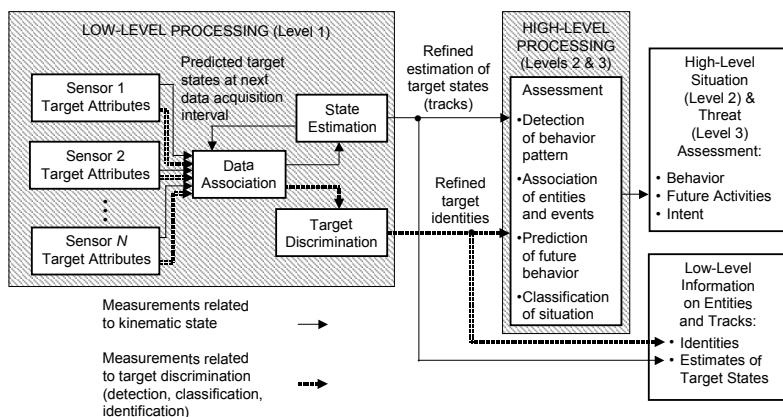 LOW-LEVEL PROCESSING (Level 1)
Sensor 1
Target Attributes
Sensor 2
Target Attributes
Sensor N
Target Attributes
Predicted target
states at next
data acquisition
interval
Data
Association
State
Estimation
Target
Discrimination
Refined
estimation of
target states
(tracks)
Refined
target
identities
HIGH-LEVEL
PROCESSING
(Levels 2 & 3)
Assessment
•Detection
of behavior
pattern
•Association
of entities
and events
•Prediction
of future
behavior
•Classification
of situation
High-Level
Situation
(Level 2) &
Threat
(Level 3)
Assessment:
• Behavior
• Future Activities
• Intent
Low-Level
Information
on Entities
and Tracks:
• Identities
• Estimates of
Target States
Measurements related
to kinematic state
Measurements related
to target discrimination
(detection, classification,
identification)